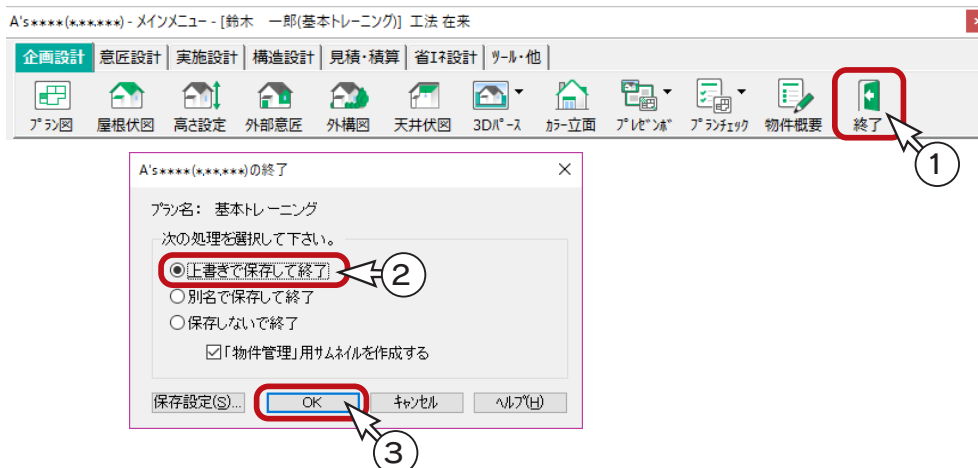 A's∗∗∗∗(∗.∗∗.∗∗∗) - メインメニュー - [鈴木　一郎(基本トレーニング)] 工法 在来
企画設計 意匠設計 実施設計 構造設計 見積・積算 省ｴﾈ設計 ﾂｰﾙ・他
ﾌﾟﾗﾝ図 屋根伏図 高さ設定 外部意匠 外構図 天井伏図 3Dﾊﾟｰｽ ｶﾗｰ立面 ﾌﾟﾚｾﾞﾝﾎﾞ ﾌﾟﾗﾝﾁｪｯｸ 物件概要 終了
1
A's∗∗∗∗(∗.∗∗.∗∗∗)の終了
ﾌﾟﾗﾝ名： 基本トレーニング
次の処理を選択して下さい。
上書きで保存して終了
2
別名で保存して終了
保存しないで終了
「物件管理」用ｻﾑﾈｲﾙを作成する
保存設定(S)... OK ｷｬﾝｾﾙ ﾍﾙﾌﾟ(H)
3